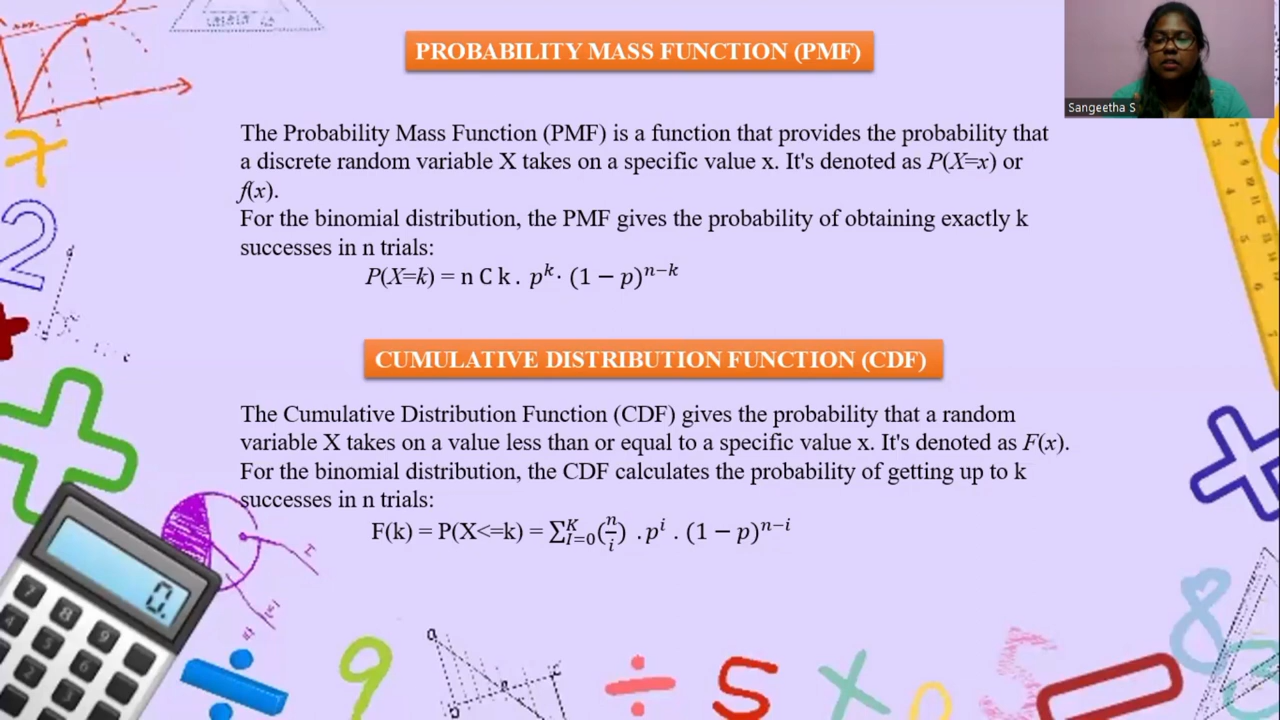 PROBABILITY MASS FUNCTION (PMF)
Sangeetha S
The Probability Mass Function (PMF) is a function that provides the probability that
a discrete random variable X takes on a specific value x. It's denoted as P(X=x) or
f(x).
For the binomial distribution, the PMF gives the probability of obtaining exactly k
successes in n trials:
P(X=k) = n C k . p^k · (1 − p)^{n−k}
CUMULATIVE DISTRIBUTION FUNCTION (CDF)
The Cumulative Distribution Function (CDF) gives the probability that a random
variable X takes on a value less than or equal to a specific value x. It's denoted as F(x).
For the binomial distribution, the CDF calculates the probability of getting up to k
successes in n trials:
F(k) = P(X<=k) = ∑_{I=0}^{K} (n/i) . p^i . (1 − p)^{n−i}